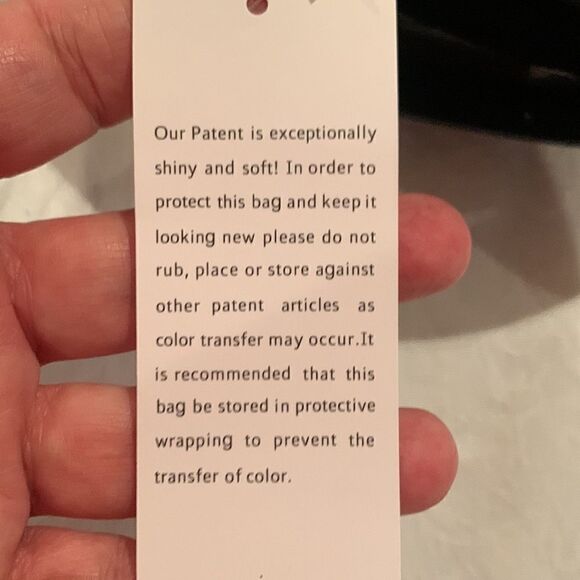 Our Patent is exceptionally
shiny and soft! In order to
protect this bag and keep it
looking new please do not
rub, place or store against
other patent articles as
color transfer may occur.It
is recommended that this
bag be stored in protective
wrapping to prevent the
transfer of color.